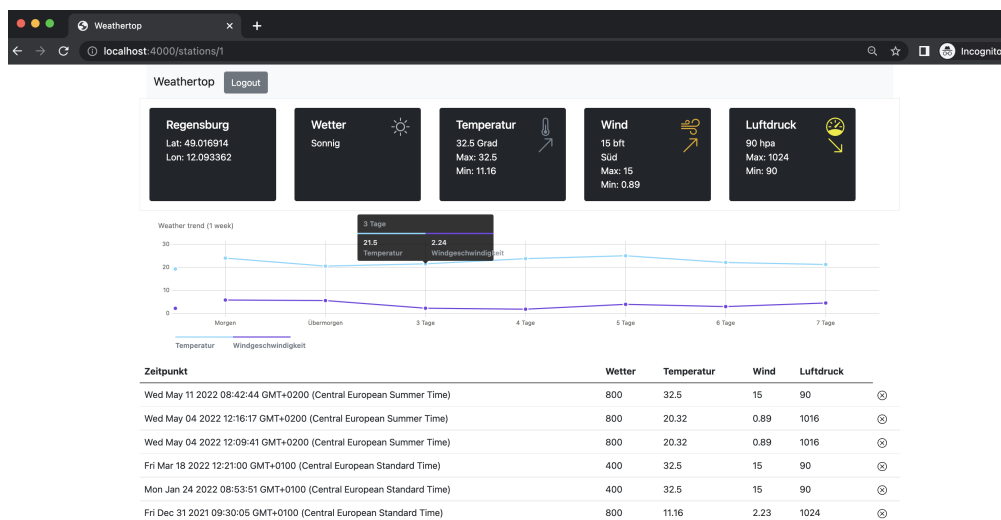 Weathertop × +
localhost:4000/stations/1 Incognito
Weathertop Logout
Regensburg
Lat: 49.016914
Lon: 12.093362
Wetter
Sonnig
Temperatur
32.5 Grad
Max: 32.5
Min: 11.16
Wind
15 bft
Süd
Max: 15
Min: 0.89
Luftdruck
90 hpa
Max: 1024
Min: 90
Weather trend (1 week)
3 Tage
21.5 2.24
Temperatur Windgeschwindigkeit
30
20
10
0
Morgen Übermorgen 3 Tage 4 Tage 5 Tage 6 Tage 7 Tage
Temperatur Windgeschwindigkeit
Zeitpunkt Wetter Temperatur Wind Luftdruck
Wed May 11 2022 08:42:44 GMT+0200 (Central European Summer Time) 800 32.5 15 90
Wed May 04 2022 12:16:17 GMT+0200 (Central European Summer Time) 800 20.32 0.89 1016
Wed May 04 2022 12:09:41 GMT+0200 (Central European Summer Time) 800 20.32 0.89 1016
Fri Mar 18 2022 12:21:00 GMT+0100 (Central European Standard Time) 400 32.5 15 90
Mon Jan 24 2022 08:53:51 GMT+0100 (Central European Standard Time) 400 32.5 15 90
Fri Dec 31 2021 09:30:05 GMT+0100 (Central European Standard Time) 800 11.16 2.23 1024